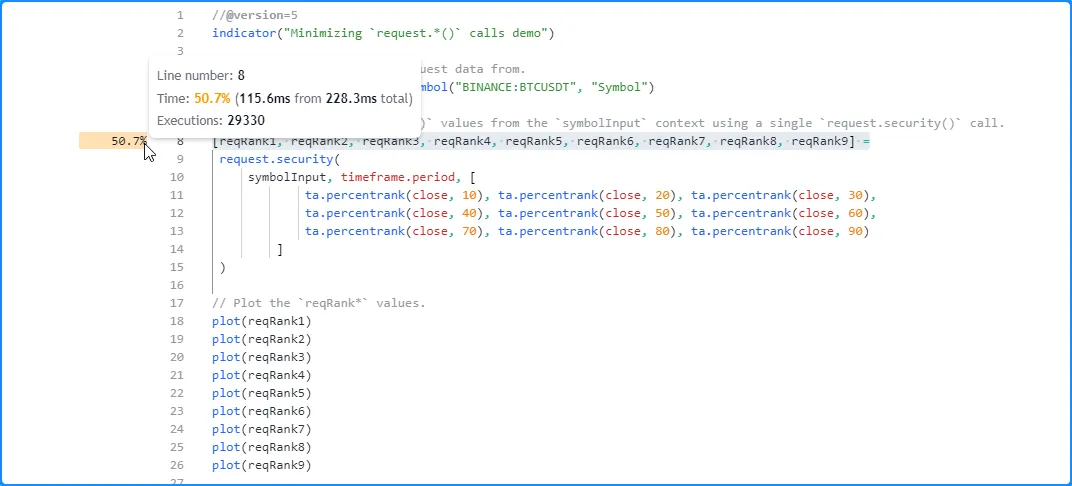 1 //@version=5
2 indicator("Minimizing `request.*()` calls demo")
3
uest data from.
mbol("BINANCE:BTCUSDT", "Symbol")
Line number: 8
Time: 50.7% (115.6ms from 228.3ms total)
Executions: 29330
)` values from the `symbolInput` context using a single `request.security()` call.
50.7% 8 [reqRank1, reqRank2, reqRank3, reqRank4, reqRank5, reqRank6, reqRank7, reqRank8, reqRank9] =
9 request.security(
10 symbolInput, timeframe.period, [
11 ta.percentrank(close, 10), ta.percentrank(close, 20), ta.percentrank(close, 30),
12 ta.percentrank(close, 40), ta.percentrank(close, 50), ta.percentrank(close, 60),
13 ta.percentrank(close, 70), ta.percentrank(close, 80), ta.percentrank(close, 90)
14 ]
15 )
16
17 // Plot the `reqRank*` values.
18 plot(reqRank1)
19 plot(reqRank2)
20 plot(reqRank3)
21 plot(reqRank4)
22 plot(reqRank5)
23 plot(reqRank6)
24 plot(reqRank7)
25 plot(reqRank8)
26 plot(reqRank9)
27